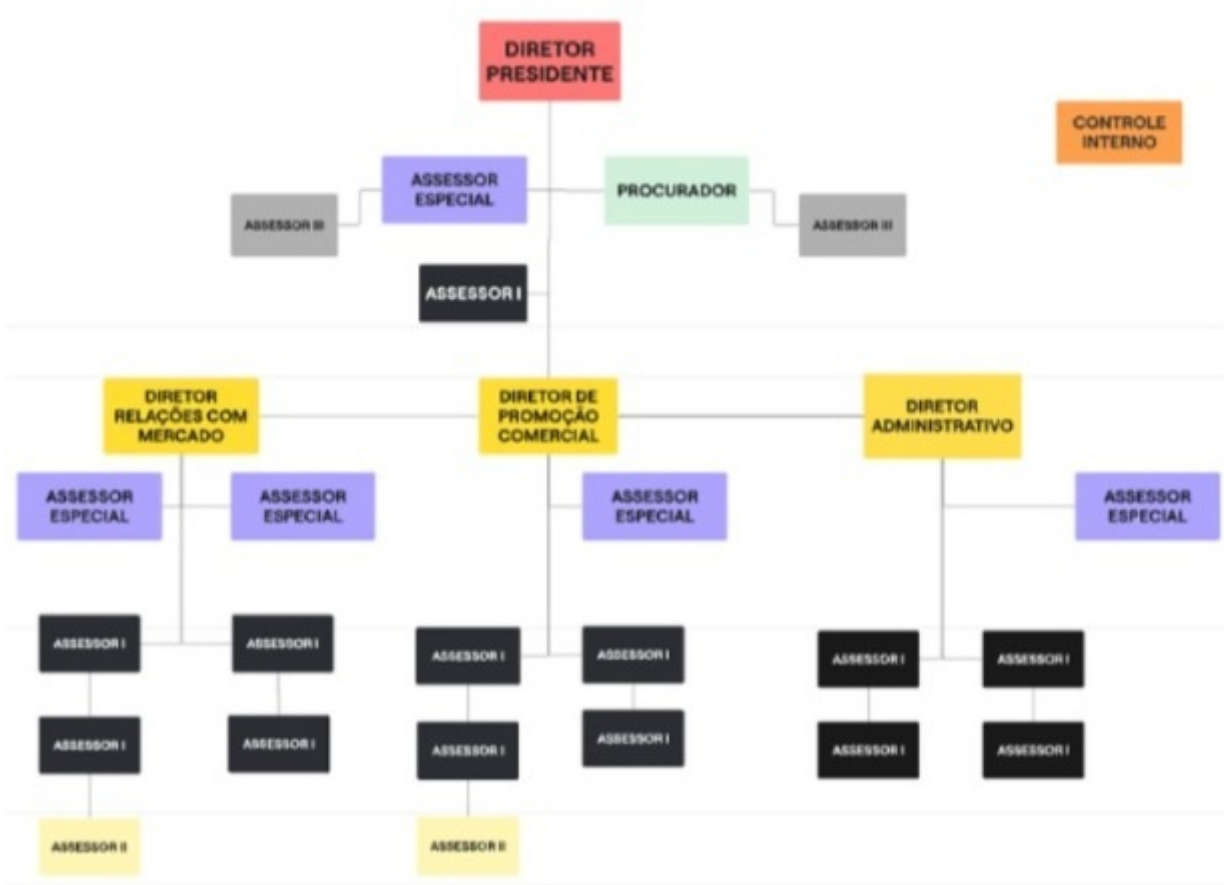 DIRETOR
PRESIDENTE
CONTROLE
INTERNO
ASSESSOR
ESPECIAL
PROCURADOR
ASSESSOR III
ASSESSOR III
ASSESSOR I
DIRETOR
RELAÇÕES COM
MERCADO
DIRETOR DE
PROMOÇÃO
COMERCIAL
DIRETOR
ADMINISTRATIVO
ASSESSOR
ESPECIAL
ASSESSOR
ESPECIAL
ASSESSOR
ESPECIAL
ASSESSOR
ESPECIAL
ASSESSOR I
ASSESSOR I
ASSESSOR I
ASSESSOR I
ASSESSOR I
ASSESSOR I
ASSESSOR I
ASSESSOR I
ASSESSOR I
ASSESSOR I
ASSESSOR I
ASSESSOR I
ASSESSOR II
ASSESSOR II